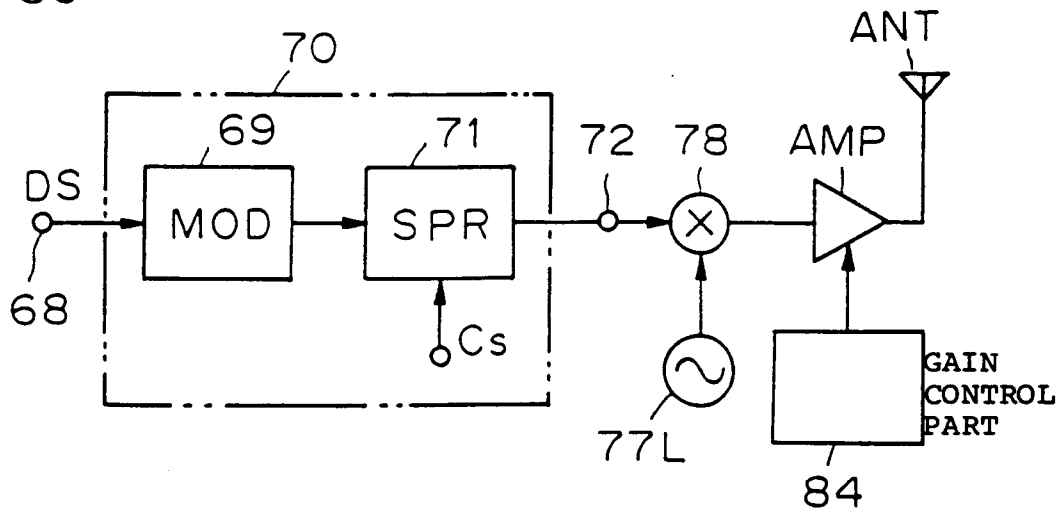 70
ANT
69
71
72
78
AMP
DS
MOD
SPR
×
68
Cs
77L
GAIN
CONTROL
PART
84